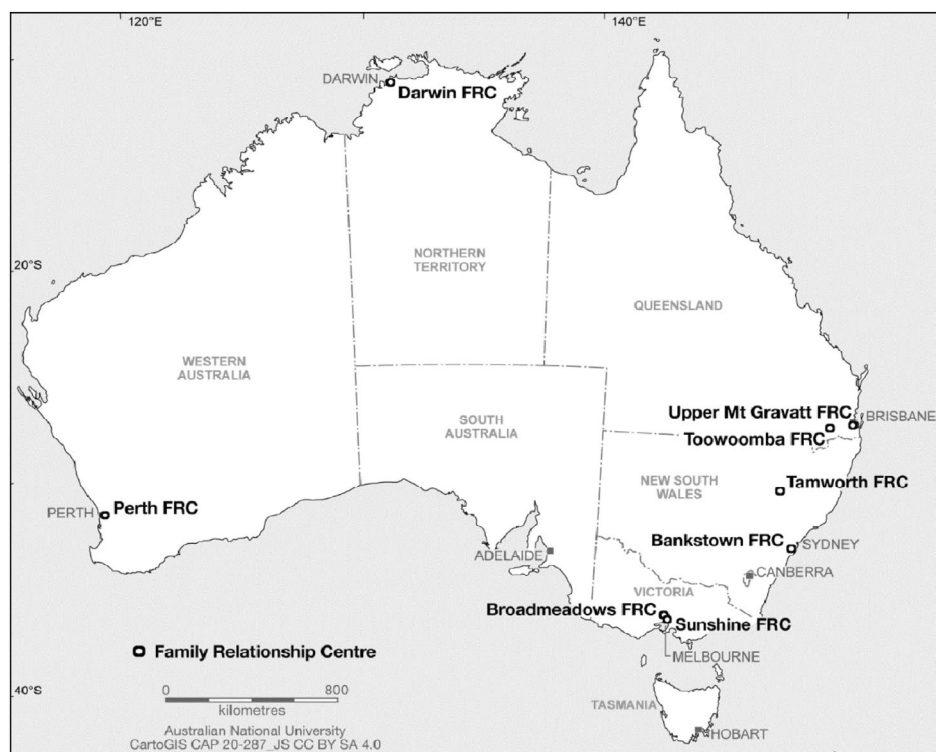 120°E
140°E
DARWIN
Darwin FRC
NORTHERN
TERRITORY
20°S
QUEENSLAND
WESTERN
AUSTRALIA
SOUTH
AUSTRALIA
Upper Mt Gravatt FRC
BRISBANE
Toowoomba FRC
NEW SOUTH
WALES
Tamworth FRC
PERTH
Perth FRC
Bankstown FRC
SYDNEY
ADELAIDE
CANBERRA
VICTORIA
Broadmeadows FRC
Sunshine FRC
MELBOURNE
Family Relationship Centre
40°S
0 800
kilometres
TASMANIA
HOBART
Australian National University
CartoGIS CAP 20-287_JS CC BY SA 4.0